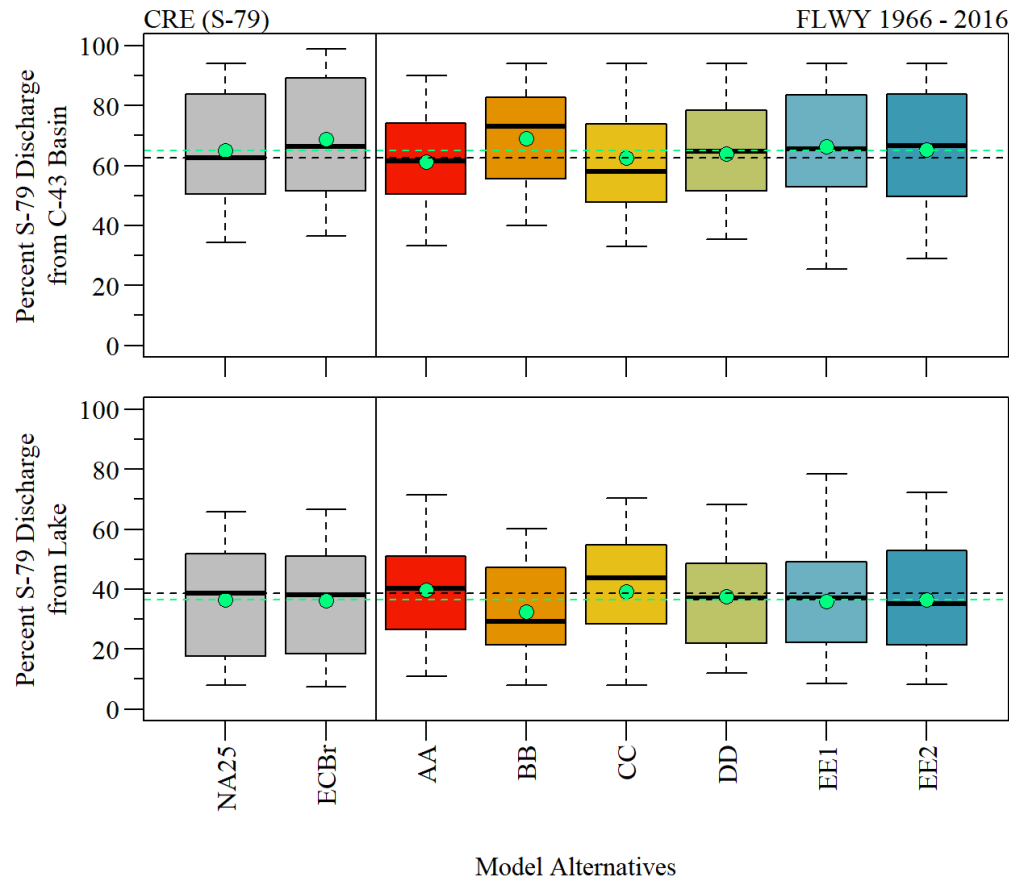 CRE (S-79)
FLWY 1966 - 2016
Percent S-79 Discharge
from C-43 Basin
100
80
60
40
20
0
Percent S-79 Discharge
from Lake
100
80
60
40
20
0
NA25
ECBr
AA
BB
CC
DD
EE1
EE2
Model Alternatives